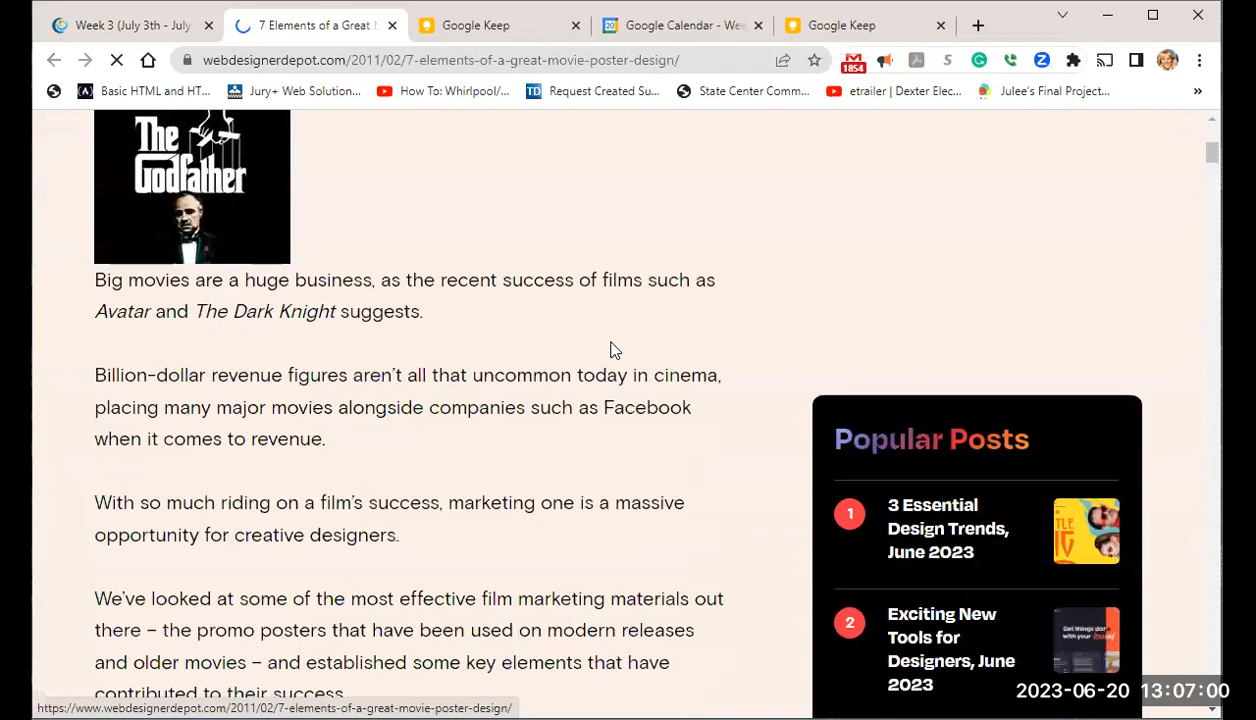 Week 3 (July 3th - July
7 Elements of a Great
Google Keep
Google Calendar - We
Google Keep
webdesignerdepot.com/2011/02/7-elements-of-a-great-movie-poster-design/
1854
Basic HTML and HT...
Jury+ Web Solution...
How To: Whirlpool/...
TD
Request Created Su...
State Center Comm...
etrailer | Dexter Elec...
Julee's Final Project...
»
The
Godfather
Big movies are a huge business, as the recent success of films such as
Avatar and The Dark Knight suggests.
Billion-dollar revenue figures aren't all that uncommon today in cinema,
placing many major movies alongside companies such as Facebook
when it comes to revenue.
With so much riding on a film's success, marketing one is a massive
opportunity for creative designers.
We've looked at some of the most effective film marketing materials out
there – the promo posters that have been used on modern releases
and older movies – and established some key elements that have
contributed to their success.
Popular Posts
1
3 Essential
Design Trends,
June 2023
2
Exciting New
Tools for
Designers, June
2023
https://www.webdesignerdepot.com/2011/02/7-elements-of-a-great-movie-poster-design/
2023-06-20 13:07:00